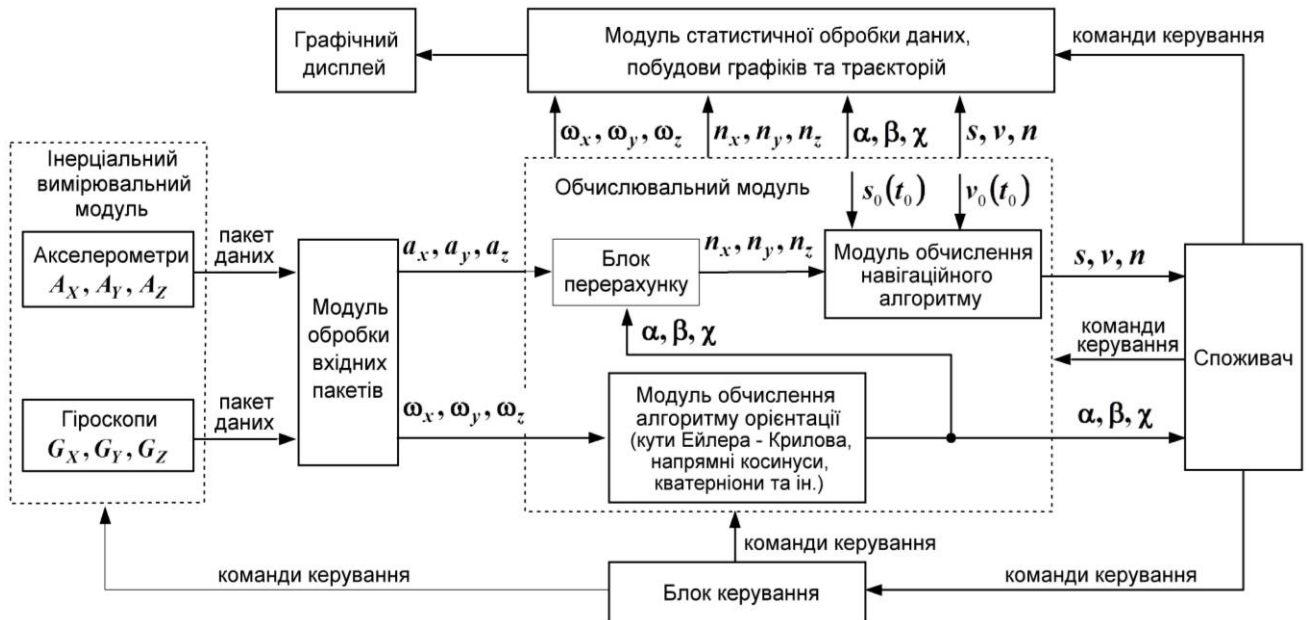 Графічний
дисплей
Модуль статистичної обробки даних,
побудови графіків та траєкторій
команди керування
ω_x, ω_y, ω_z
n_x, n_y, n_z
α, β, χ
s, v, n
Інерціальний
вимірювальний
модуль
Акселерометри
A_X, A_Y, A_Z
Гіроскопи
G_X, G_Y, G_Z
пакет
даних
пакет
даних
Модуль
обробки
вхідних
пакетів
a_x, a_y, a_z
ω_x, ω_y, ω_z
Обчислювальний модуль
s_0(t_0)
v_0(t_0)
Блок
перерахунку
n_x, n_y, n_z
Модуль обчислення
навігаційного
алгоритму
α, β, χ
Модуль обчислення
алгоритму орієнтації
(кути Ейлера - Крилова,
напрямні косинуси,
кватерніони та ін.)
s, v, n
команди
керування
α, β, χ
Споживач
команди керування
команди керування
команди керування
Блок керування